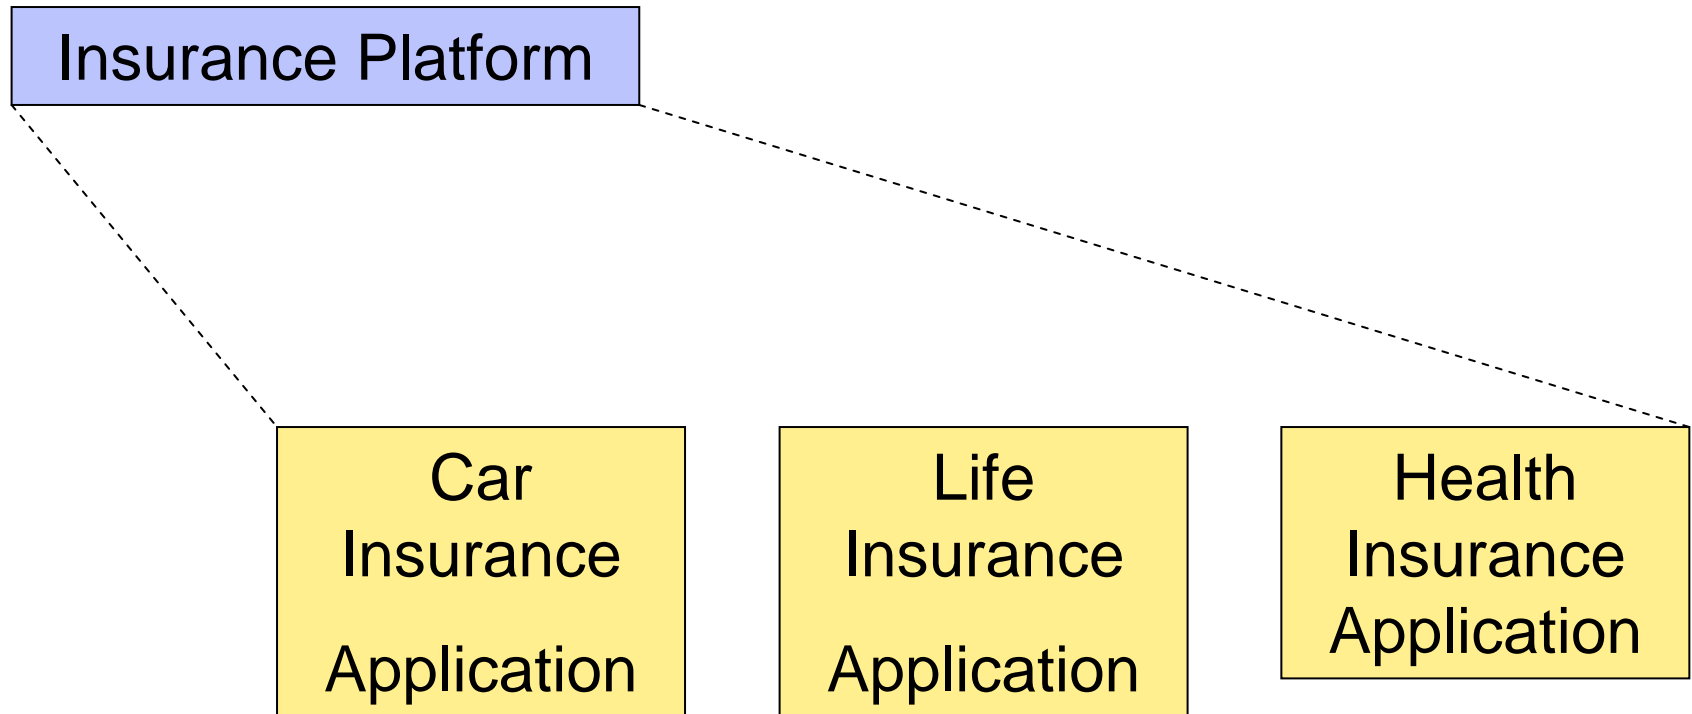 Insurance Platform
Car
Insurance
Application
Life
Insurance
Application
Health
Insurance
Application